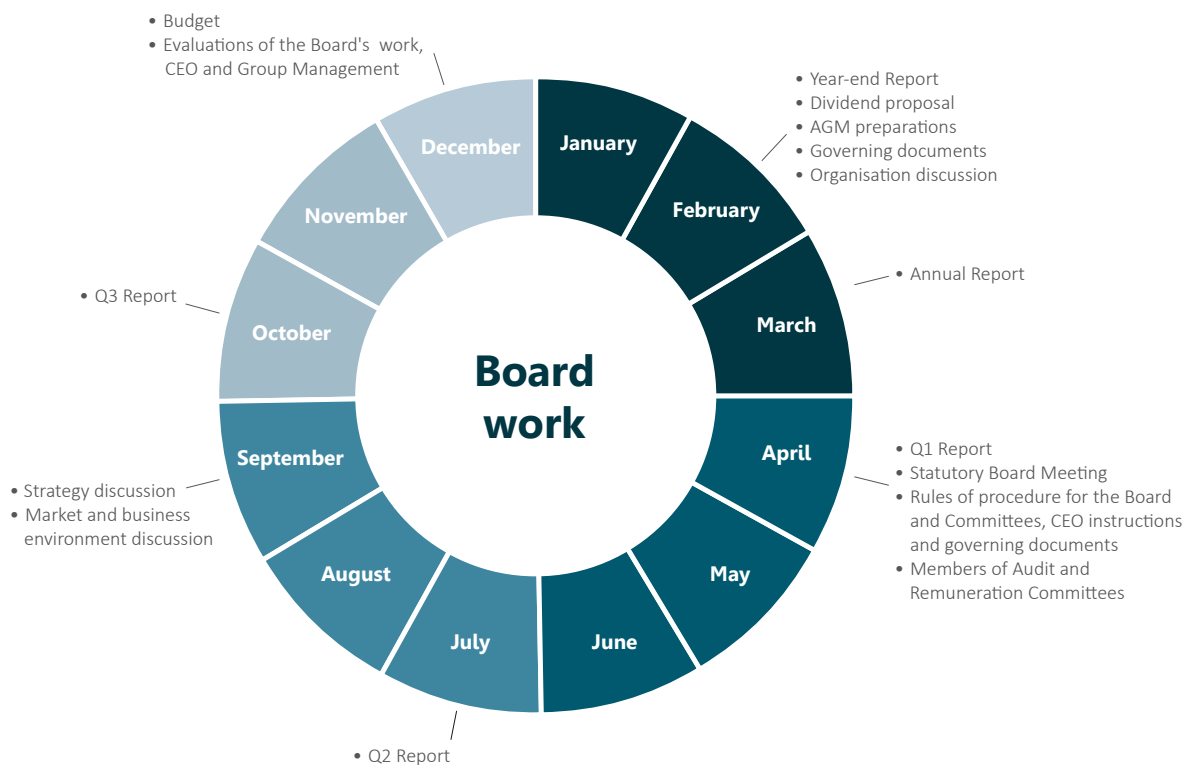 • Budget
• Evaluations of the Board's work,
CEO and Group Management
• Year-end Report
• Dividend proposal
• AGM preparations
• Governing documents
• Organisation discussion
December
January
November
February
• Annual Report
• Q3 Report
October
March
Board
work
September
April
• Q1 Report
• Statutory Board Meeting
• Rules of procedure for the Board
and Committees, CEO instructions
and governing documents
• Members of Audit and
Remuneration Committees
• Strategy discussion
• Market and business
environment discussion
August
May
July
June
• Q2 Report